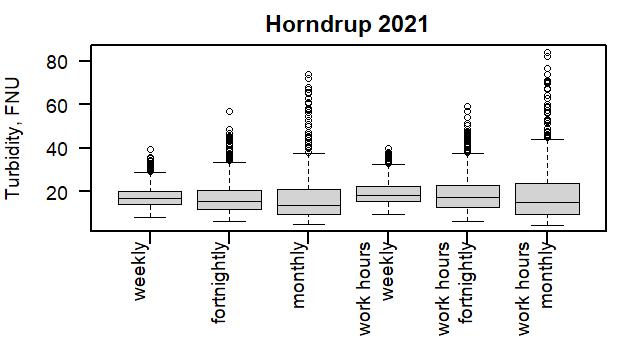 Horndrup 2021
Turbidity, FNU
80
60
40
20
weekly
fortnightly
monthly
work hours
weekly
work hours
fortnightly
work hours
monthly